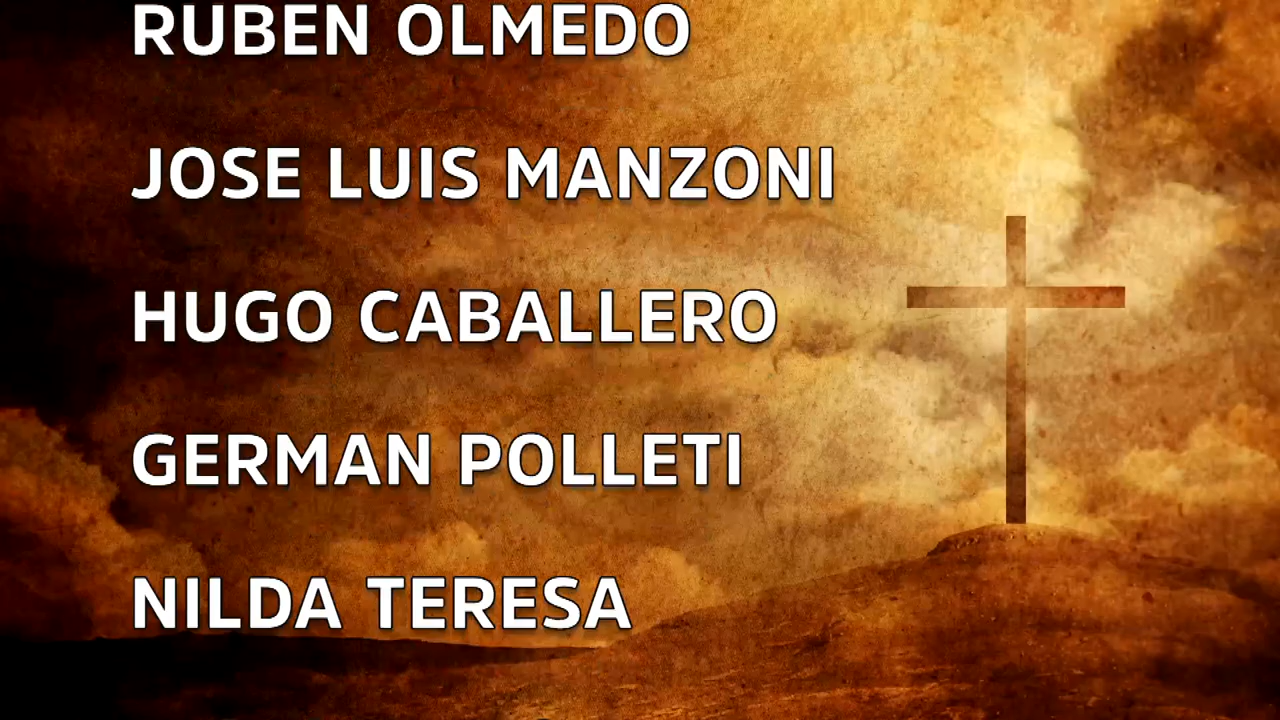 RUBEN OLMEDO
JOSE LUIS MANZONI
HUGO CABALLERO
GERMAN POLLETI
NILDA TERESA